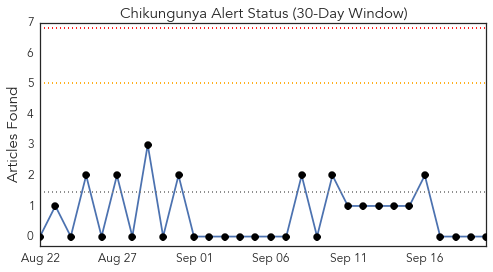 Chikungunya Alert Status (30-Day Window)
Articles Found
7
6
5
4
3
2
1
0
Aug 22 Aug 27 Sep 01 Sep 06 Sep 11 Sep 16